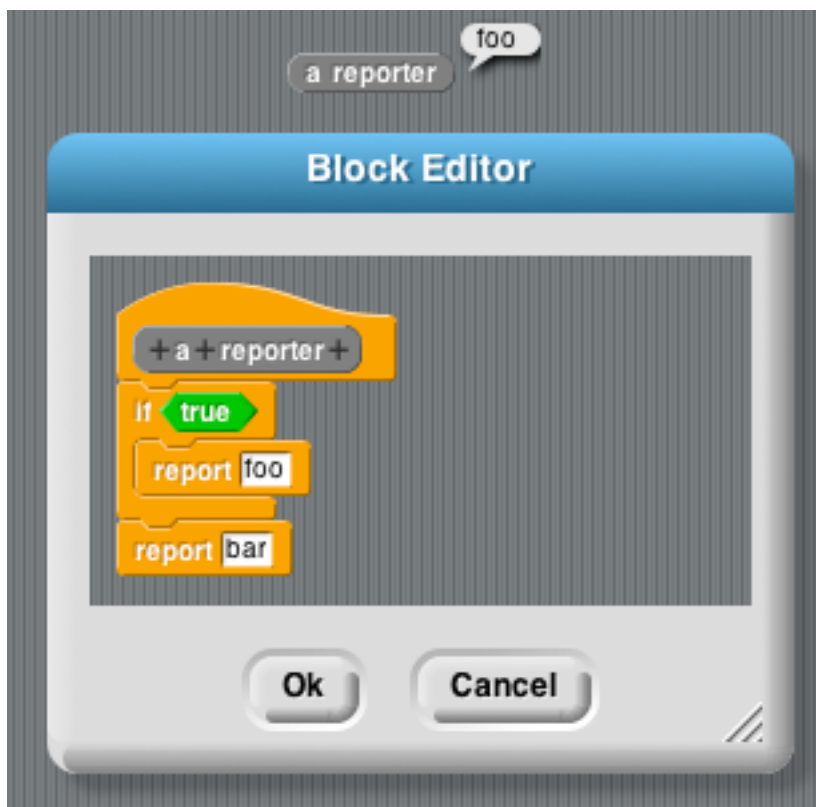 foo
a reporter
Block Editor
+ a + reporter +
if true
report foo
report bar
Ok Cancel